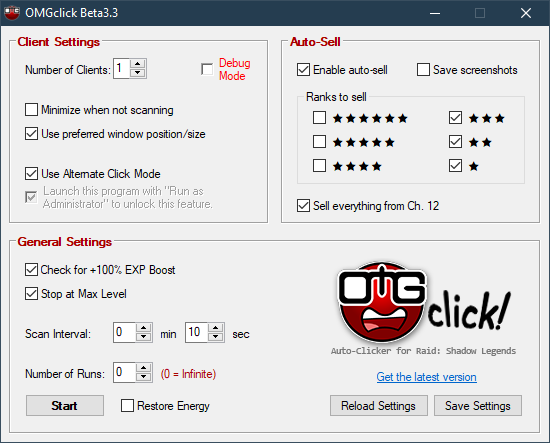 OMGclick Beta3.3
Client Settings
Number of Clients: 1
Debug
Mode
Minimize when not scanning
Use preferred window position/size
Use Alternate Click Mode
Launch this program with "Run as
Administrator" to unlock this feature.
Auto-Sell
Enable auto-sell
Save screenshots
Ranks to sell
★★★★★★ ★★★
★★★★★ ★★
★★★★ ★
Sell everything from Ch. 12
General Settings
Check for +100% EXP Boost
Stop at Max Level
Scan Interval: 0 min 10 sec
Number of Runs: 0 (0 = Infinite)
Start
Restore Energy
OMG click!
Auto-Clicker for Raid: Shadow Legends
Get the latest version
Reload Settings
Save Settings